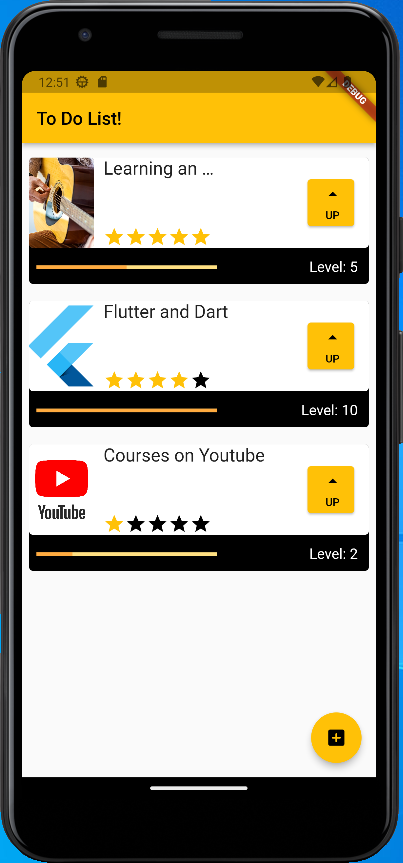 12:51
DEBUG
To Do List!
Learning an ...
UP
Level: 5
Flutter and Dart
UP
Level: 10
Courses on Youtube
YouTube
UP
Level: 2